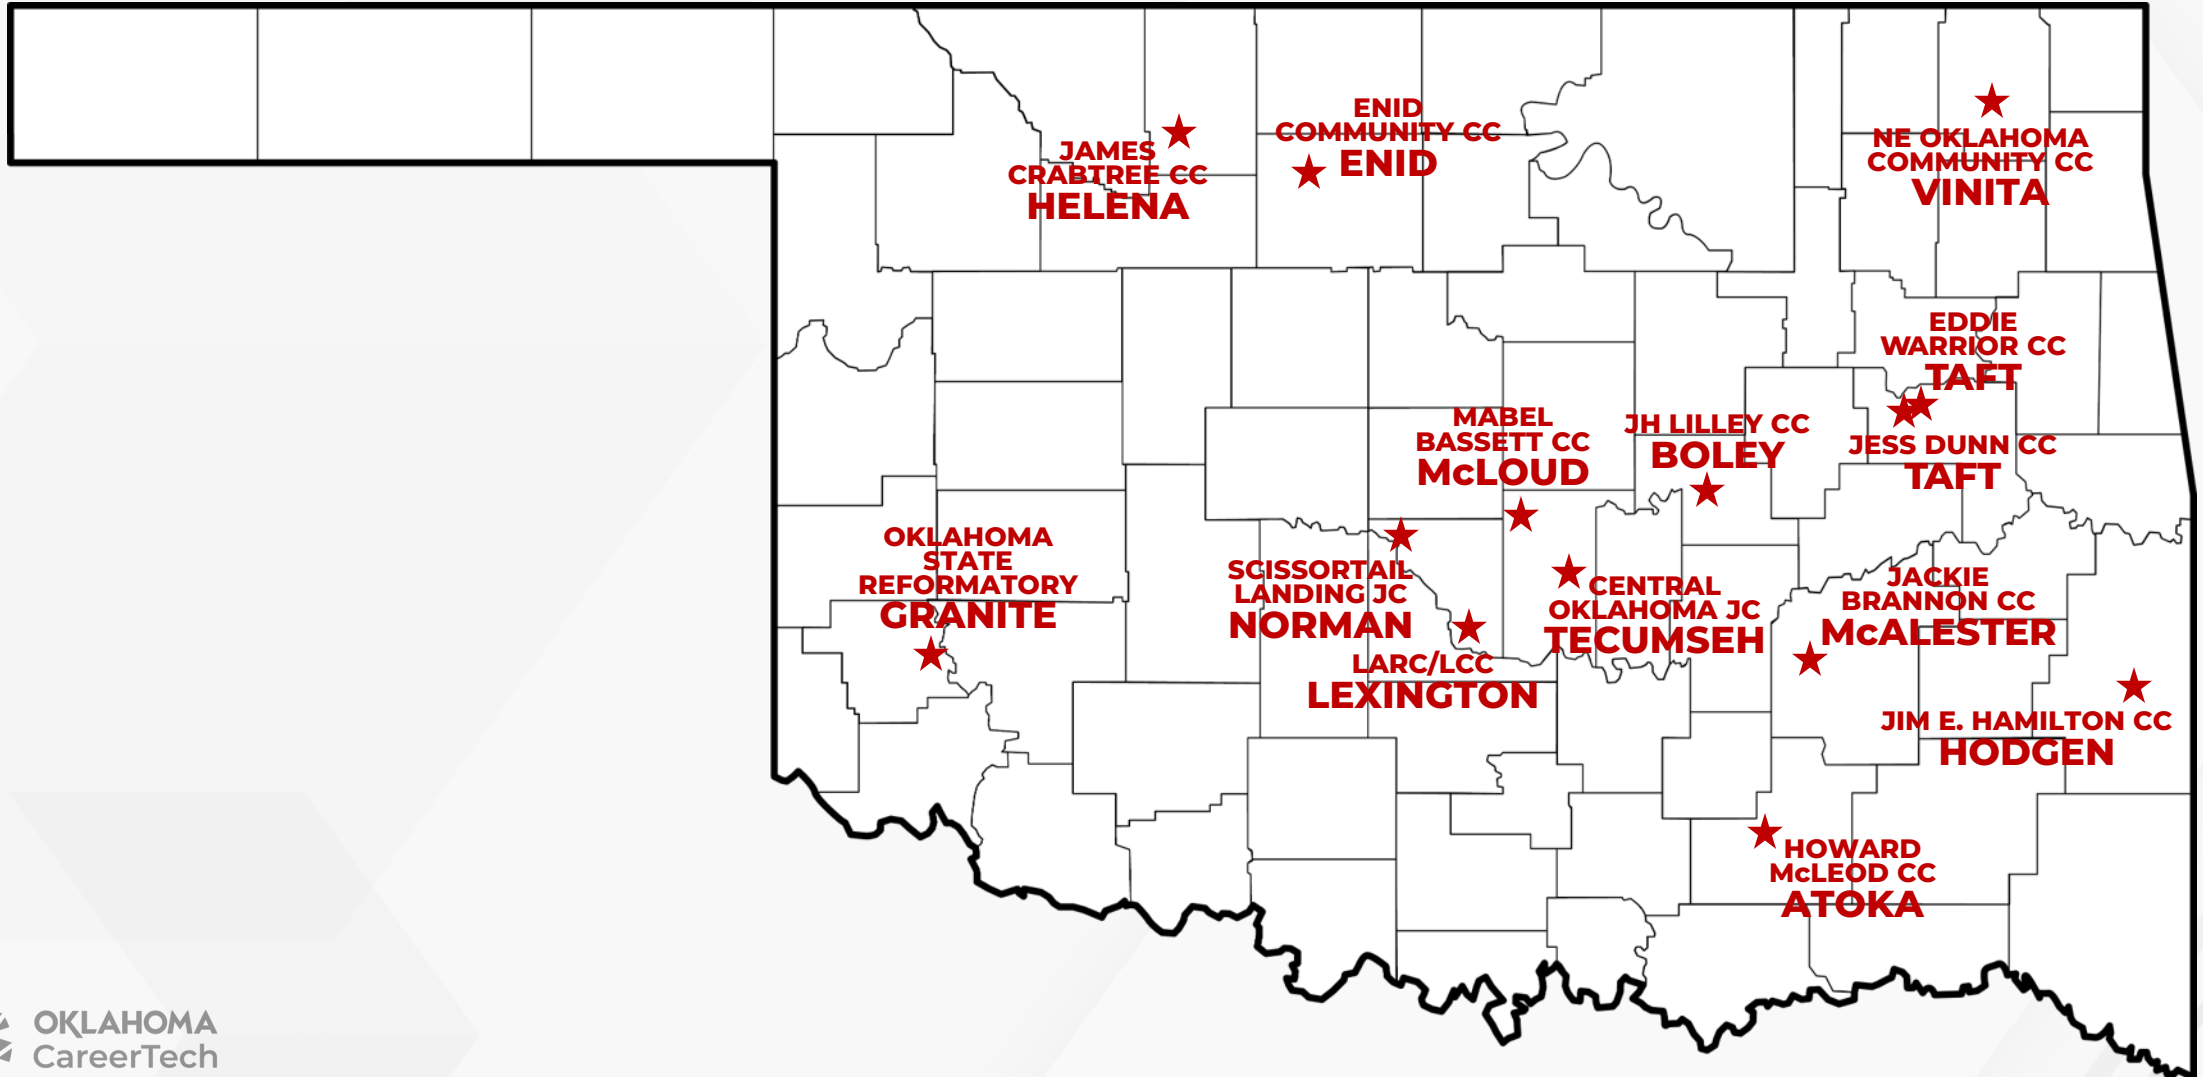 ENID
COMMUNITY CC
ENID
JAMES
CRABTREE CC
HELENA
NE OKLAHOMA
COMMUNITY CC
VINITA
EDDIE
WARRIOR CC
TAFT
JESS DUNN CC
TAFT
MABEL
BASSETT CC
McLOUD
JH LILLEY CC
BOLEY
OKLAHOMA
STATE
REFORMATORY
GRANITE
SCISSORTAIL
LANDING JC
NORMAN
CENTRAL
OKLAHOMA JC
TECUMSEH
JACKIE
BRANNON CC
McALESTER
LARC/LCC
LEXINGTON
JIM E. HAMILTON CC
HODGEN
HOWARD
McLEOD CC
ATOKA
OKLAHOMA
CareerTech